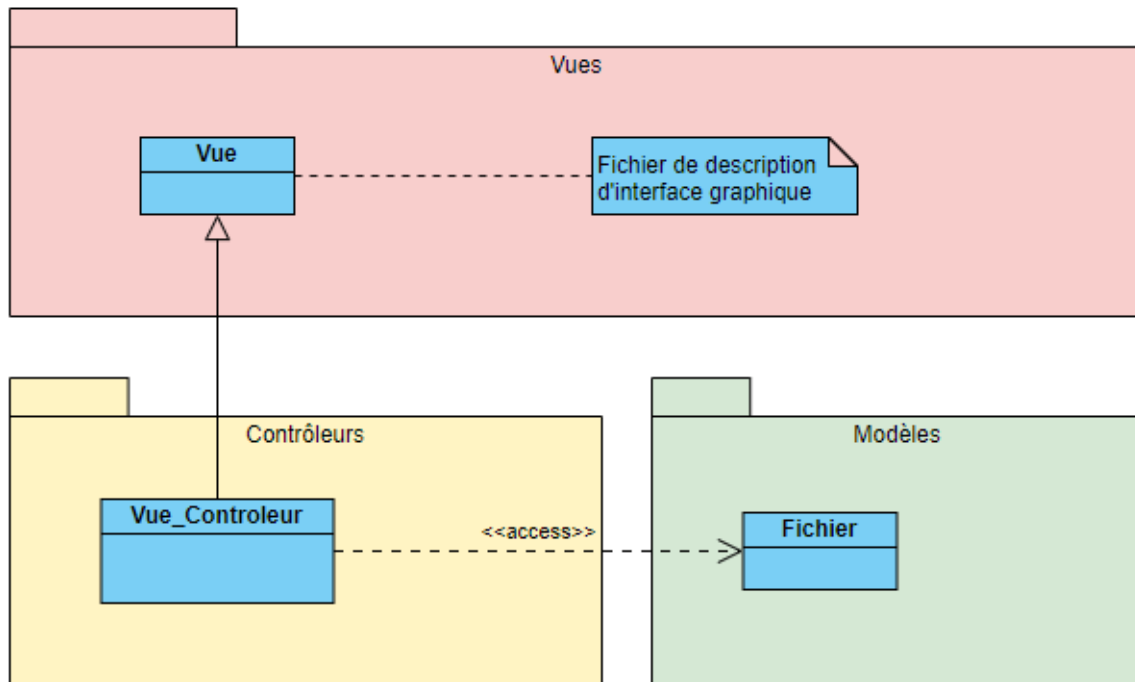 Vues
Vue
Fichier de description
d'interface graphique
Contrôleurs
Modèles
Vue_Controleur
<<access>>
Fichier